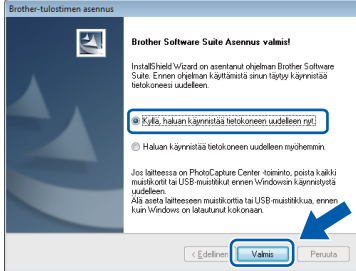 Brother-tulostimen asennus
Brother Software Suite Asennus valmis!
InstallShield Wizard on asentanut ohjelman Brother Software
Suite. Ennen ohjelman käyttämistä sinun täytyy käynnistää
tietokoneesi uudelleen.
Kyllä, haluan käynnistää tietokoneen uudelleen nyt.
Haluan käynnistää tietokoneen uudelleen myöhemmin.
Jos laitteessa on PhotoCapture Center -toiminto, poista kaikki
muistikortit tai USB-muistitikut ennen Windowsin käynnistystä
uudelleen.
Älä aseta laitteeseen muistikorttia tai USB-muistitikkua, ennen
kuin Windows on latautunut kokonaan.
< Edellinen Valmis Peruuta